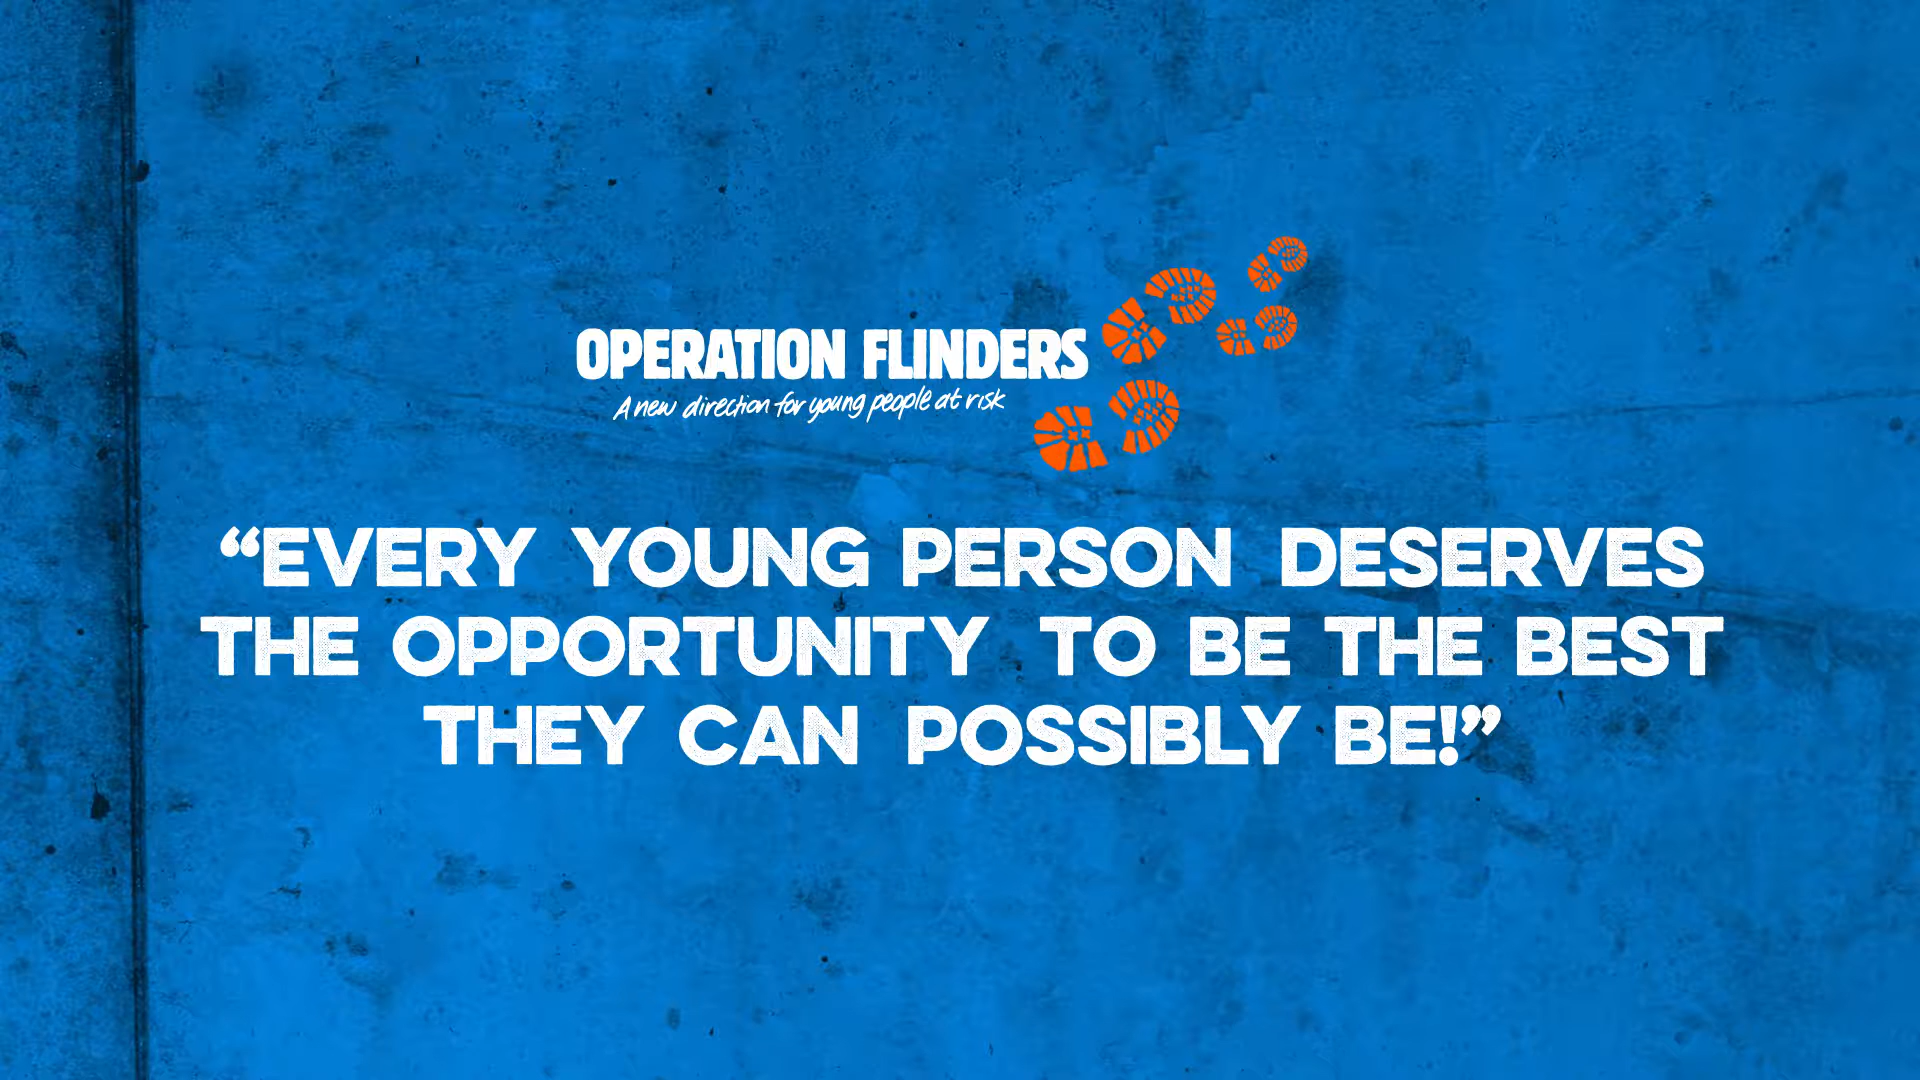 OPERATION FLINDERS
A new direction for young people at risk
“EVERY YOUNG PERSON DESERVES
THE OPPORTUNITY TO BE THE BEST
THEY CAN POSSIBLY BE!”